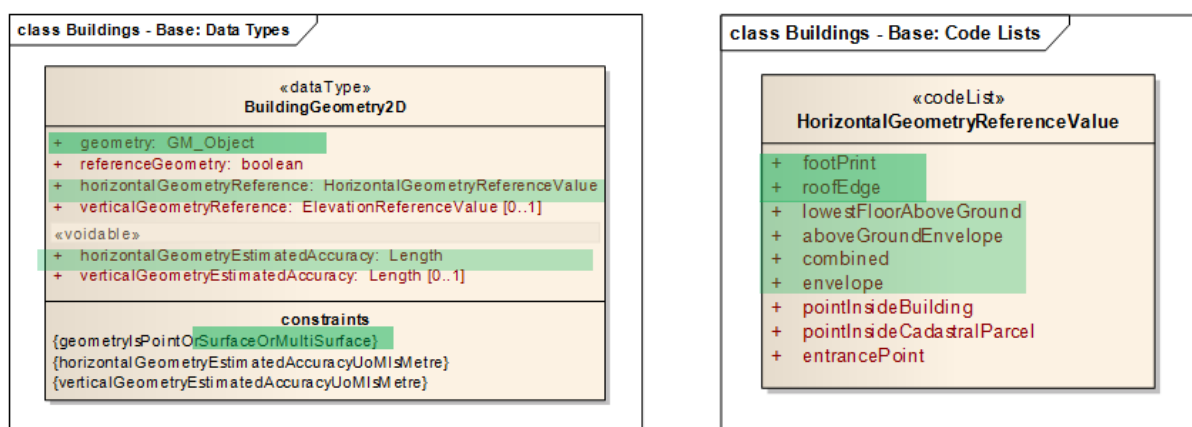 class Buildings - Base: Data Types
«dataType»
BuildingGeometry2D
+ geometry: GM_Object
+ referenceGeometry: boolean
+ horizontalGeometryReference: HorizontalGeometryReferenceValue
+ verticalGeometryReference: ElevationReferenceValue [0..1]
«voidable»
+ horizontalGeometryEstimatedAccuracy: Length
+ verticalGeometryEstimatedAccuracy: Length [0..1]
constraints
{geometryIsPointOrSurfaceOrMultiSurface}
{horizontalGeometryEstimatedAccuracyUoMIsMetre}
{verticalGeometryEstimatedAccuracyUoMIsMetre}
class Buildings - Base: Code Lists
«codeList»
HorizontalGeometryReferenceValue
+ footPrint
+ roofEdge
+ lowestFloorAboveGround
+ aboveGroundEnvelope
+ combined
+ envelope
+ pointInsideBuilding
+ pointInsideCadastralParcel
+ entrancePoint